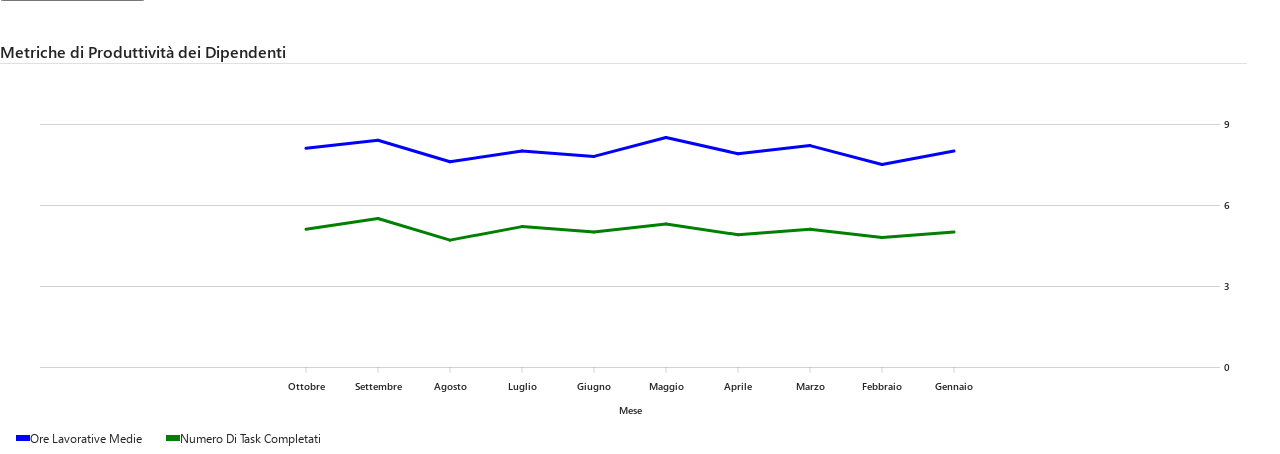 Metriche di Produttività dei Dipendenti
9
6
3
0
Ottobre Settembre Agosto Luglio Giugno Maggio Aprile Marzo Febbraio Gennaio
Mese
Ore Lavorative Medie Numero Di Task Completati